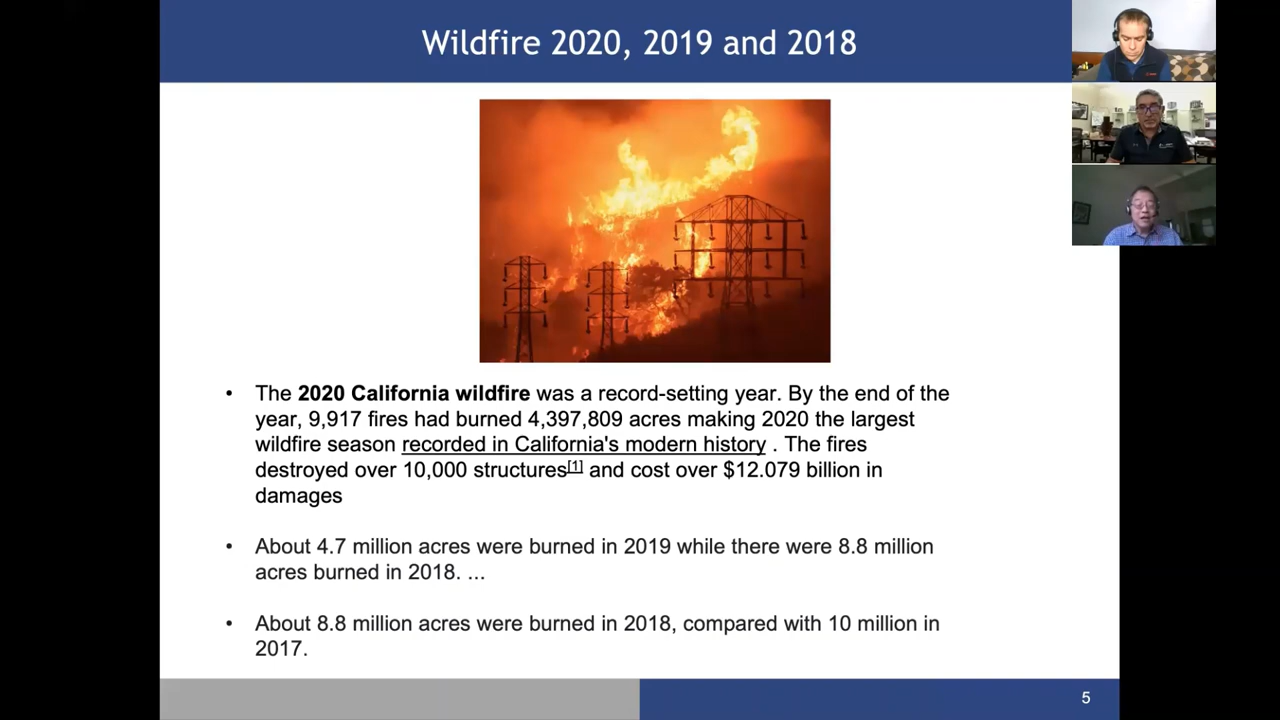 Wildfire 2020, 2019 and 2018
• The 2020 California wildfire was a record-setting year. By the end of the
year, 9,917 fires had burned 4,397,809 acres making 2020 the largest
wildfire season recorded in California's modern history . The fires
destroyed over 10,000 structures[1] and cost over $12.079 billion in
damages
• About 4.7 million acres were burned in 2019 while there were 8.8 million
acres burned in 2018. ...
• About 8.8 million acres were burned in 2018, compared with 10 million in
2017.
5